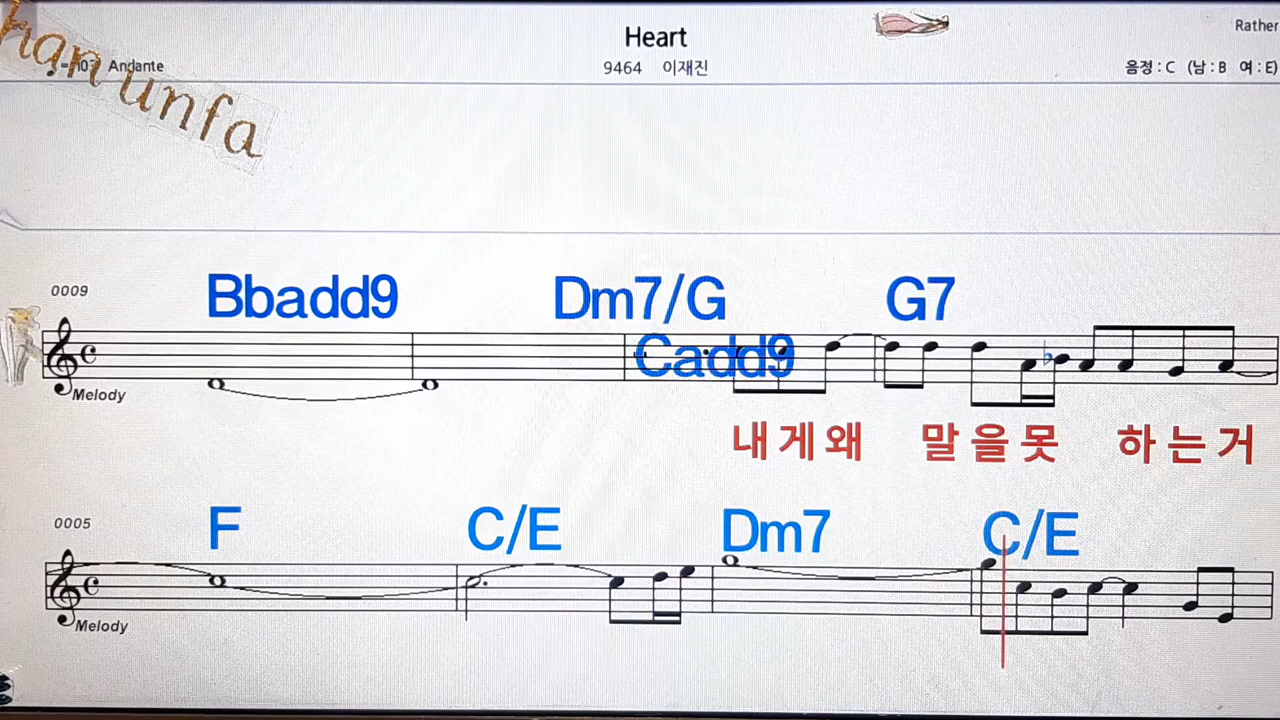 Heart
Rather
han unfa
Andante
9464 이재진
음정 : C (남 : B 여 : E)
0009
Bbadd9 Dm7/G G7
Cadd9
Melody
내게왜 말을못 하는거
0005
F C/E Dm7 C/E
Melody